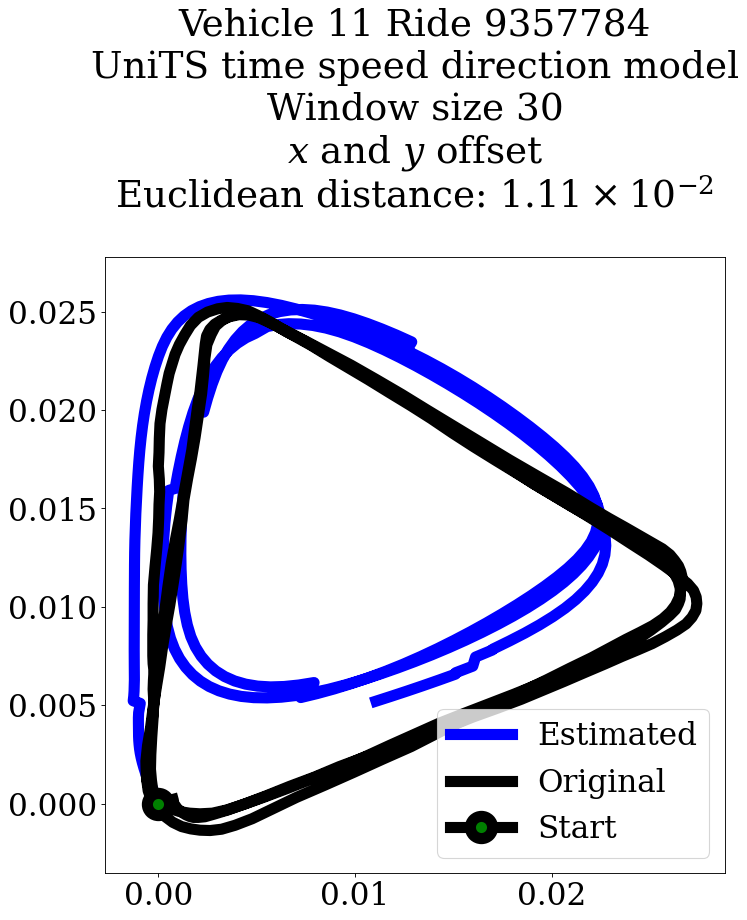 Vehicle 11 Ride 9357784
UniTS time speed direction model
Window size 30
x and y offset
Euclidean distance: 1.11 × 10⁻²
0.025
0.020
0.015
0.010
0.005
0.000
Estimated
Original
Start
0.00 0.01 0.02